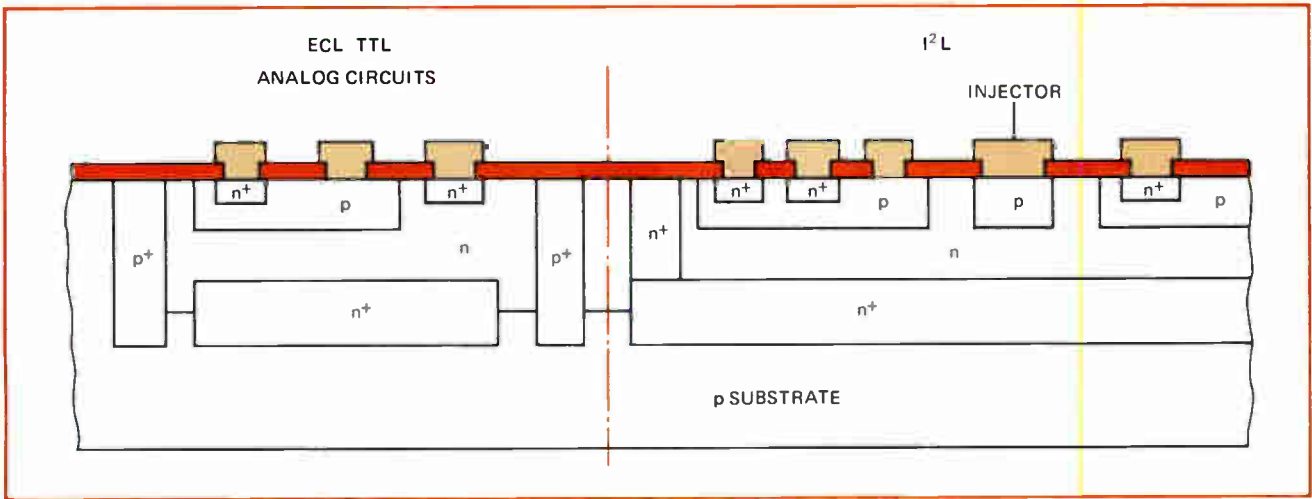 ECL TTL
ANALOG CIRCUITS
I²L
INJECTOR
n+
n+
n+
n+
n+
p
p
p
p
p+
p+
n+
n
n
n+
n+
p SUBSTRATE